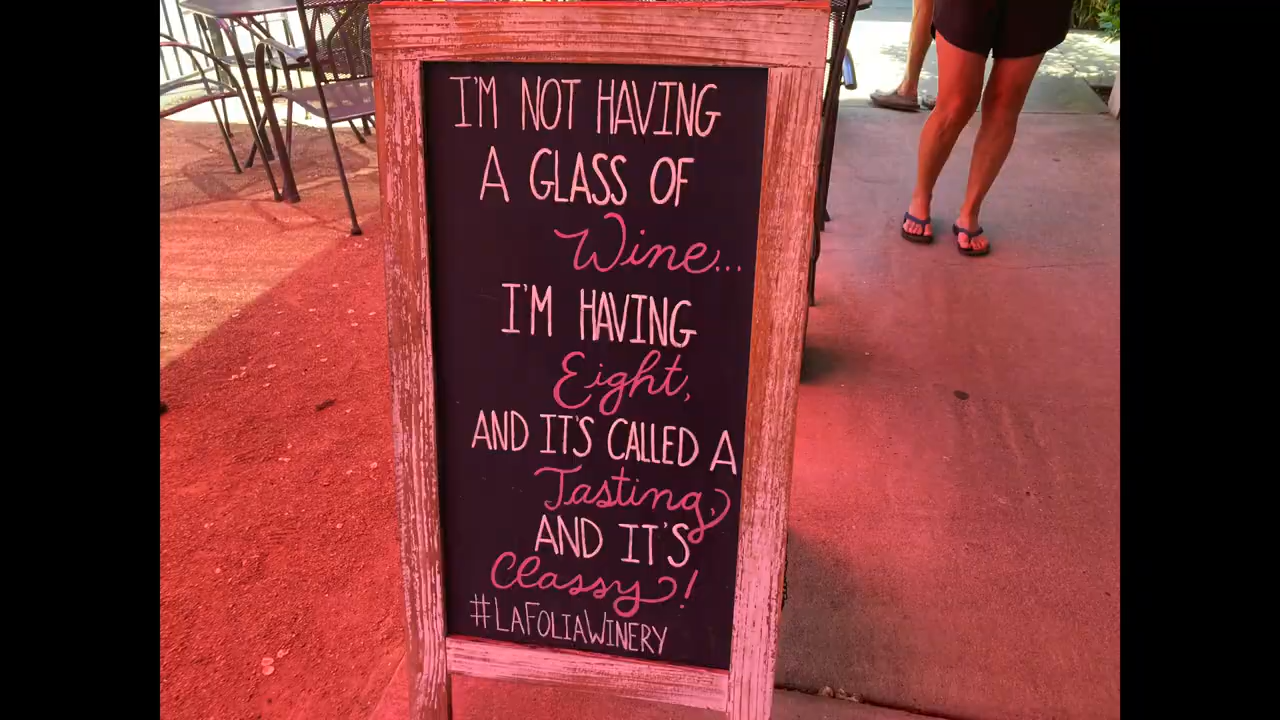 I'M NOT HAVING
A GLASS OF
Wine...
I'M HAVING
Eight,
AND IT'S CALLED A
Tasting,
AND IT'S
Classy!
#LAFOLIAWINERY